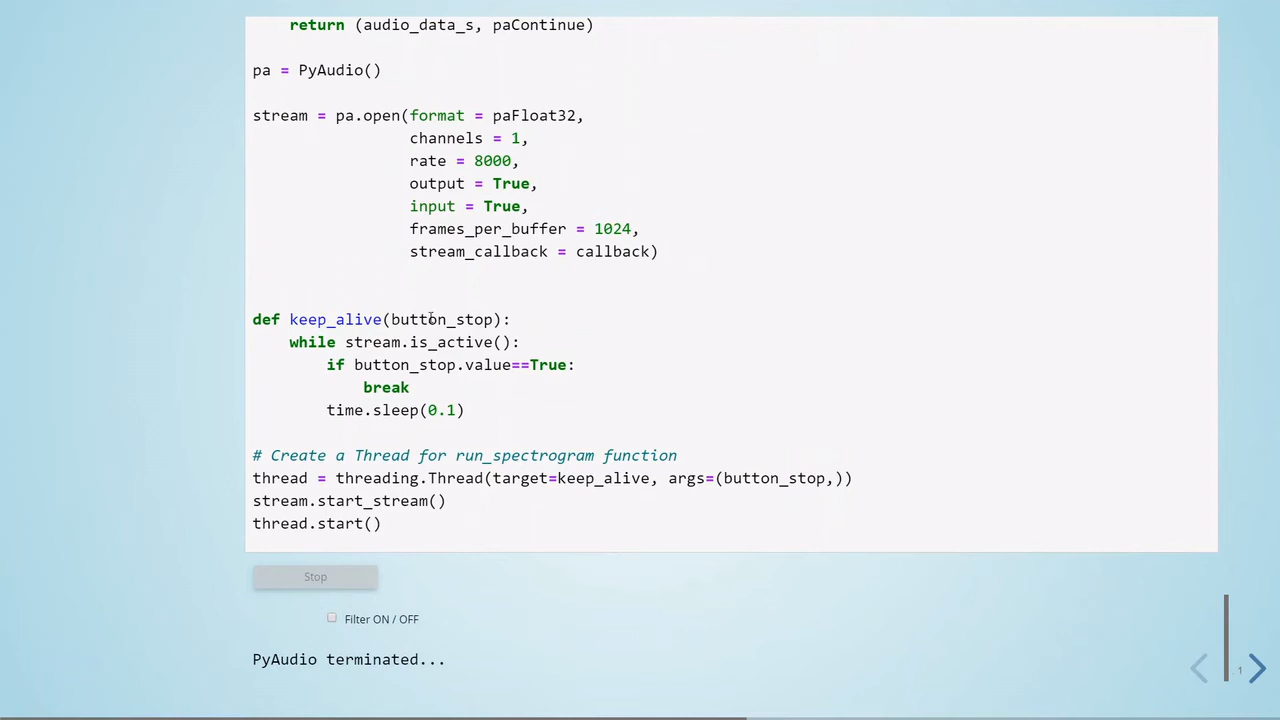 return (audio_data_s, paContinue)
pa = PyAudio()
stream = pa.open(format = paFloat32,
channels = 1,
rate = 8000,
output = True,
input = True,
frames_per_buffer = 1024,
stream_callback = callback)
def keep_alive(button_stop):
while stream.is_active():
if button_stop.value==True:
break
time.sleep(0.1)
# Create a Thread for run_spectrogram function
thread = threading.Thread(target=keep_alive, args=(button_stop,))
stream.start_stream()
thread.start()
Stop
Filter ON / OFF
PyAudio terminated...
. 1